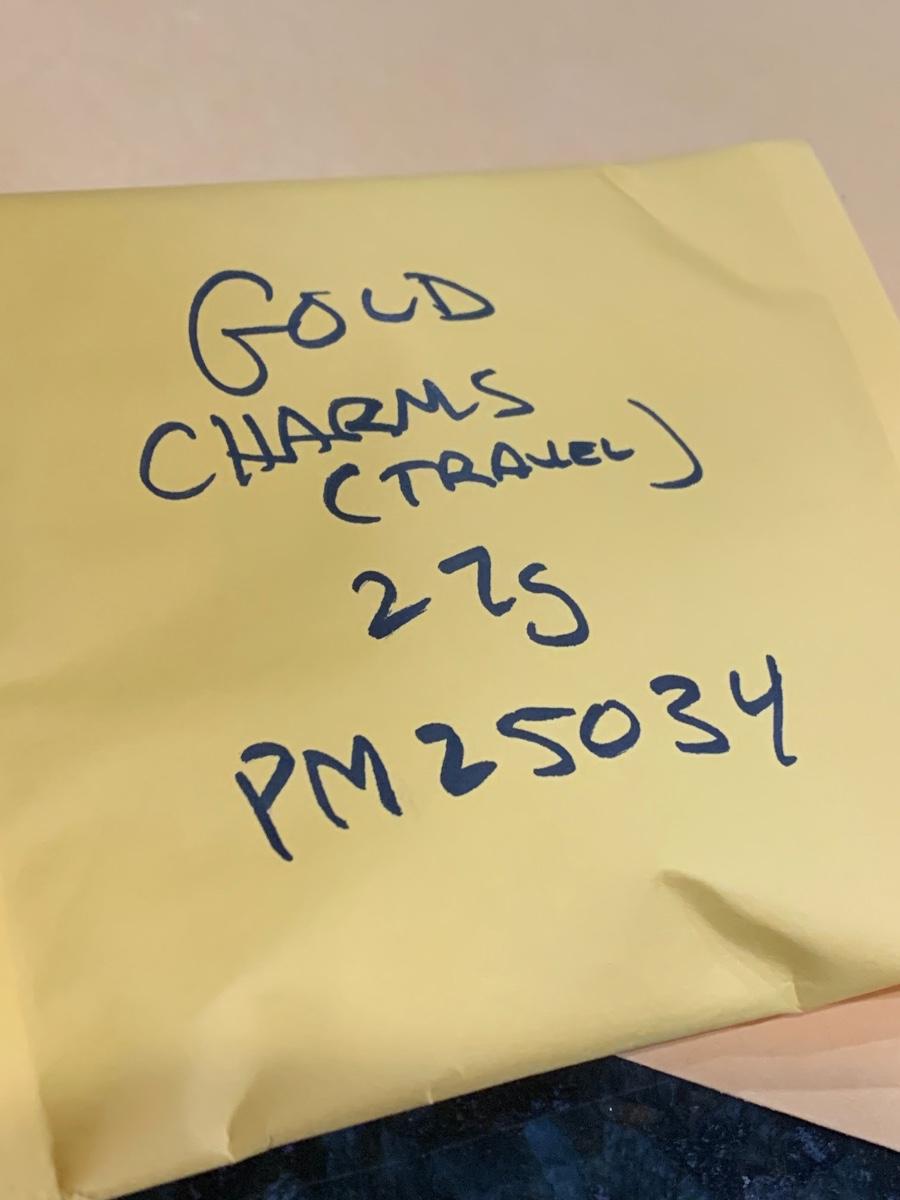 GOLD
CHARMS
(TRAVEL)
27g
PM25034